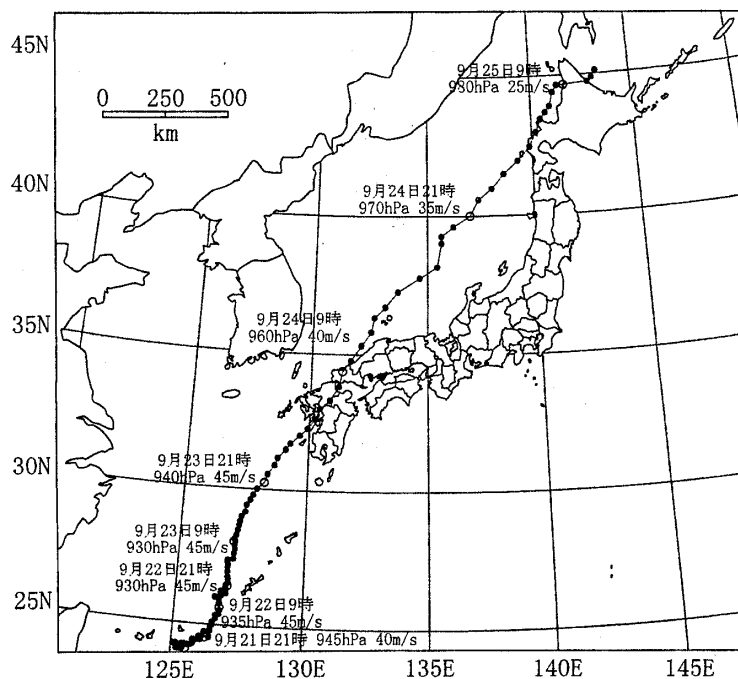 45N
9月25日9時
980hPa 25m/s
0 250 500
km
40N
9月24日21時
970hPa 35m/s
35N
9月24日9時
960hPa 40m/s
30N
9月23日21時
940hPa 45m/s
9月23日9時
930hPa 45m/s
9月22日21時
930hPa 45m/s
25N
9月22日9時
935hPa 45m/s
9月21日21時 945hPa 40m/s
125E 130E 135E 140E 145E